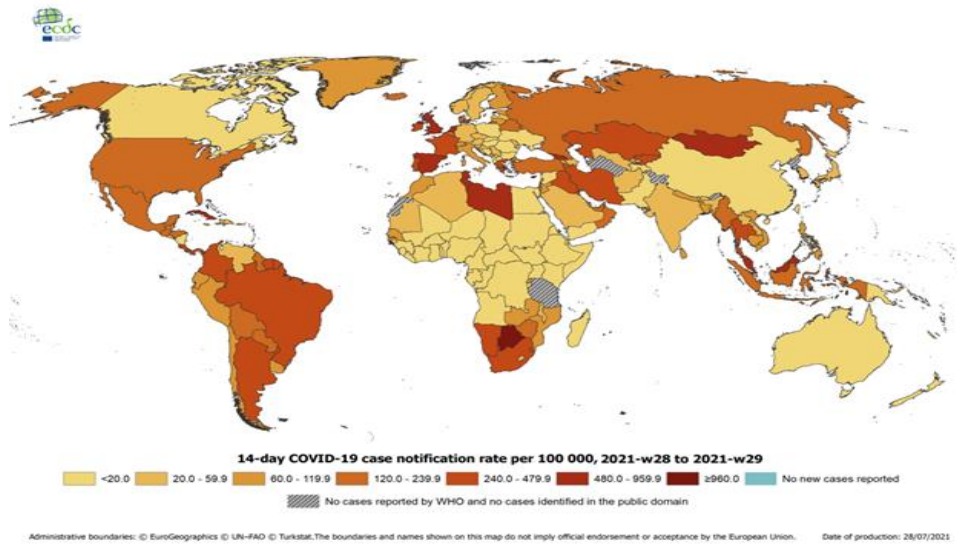 ecdc
14-day COVID-19 case notification rate per 100 000, 2021-w28 to 2021-w29
<20.0 20.0 - 59.9 60.0 - 119.9 120.0 - 239.9 240.0 - 479.9 480.0 - 959.9 ≥960.0 No new cases reported
No cases reported by WHO and no cases identified in the public domain
Administrative boundaries: © EuroGeographics © UN–FAO © Turkstat.The boundaries and names shown on this map do not imply official endorsement or acceptance by the European Union. Date of production: 28/07/2021